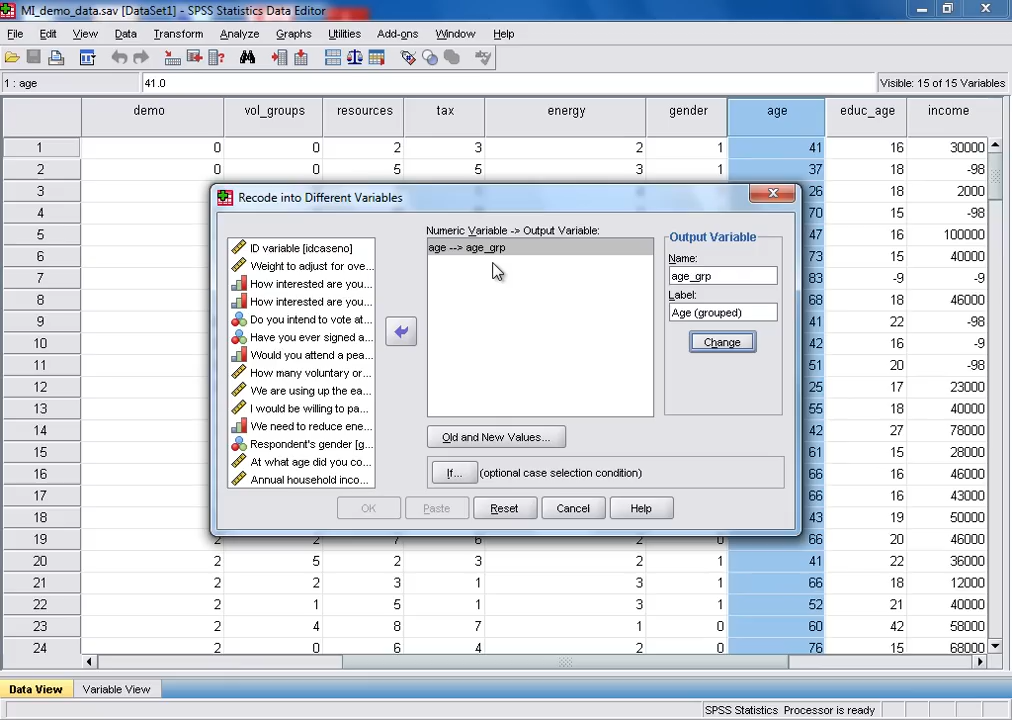 MI_demo_data.sav [DataSet1] - SPSS Statistics Data Editor
File Edit View Data Transform Analyze Graphs Utilities Add-ons Window Help
1 : age 41.0 Visible: 15 of 15 Variables
demo vol_groups resources tax energy gender age educ_age income
1 0 0 2 3 2 1 41 16 30000
2 0 0 5 5 3 1 37 18 -98
3 26 18 2000
4 70 15 -98
5 47 16 100000
6 73 15 40000
7 83 -9 -9
8 68 18 46000
9 41 22 -98
10 42 16 -9
11 51 20 -98
12 25 17 23000
13 55 18 40000
14 42 27 78000
15 61 15 28000
16 66 16 46000
17 66 16 43000
18 43 19 50000
19 2 2 7 6 2 0 66 20 46000
20 2 5 2 3 2 1 41 22 36000
21 2 2 3 1 3 1 66 18 12000
22 2 1 5 1 3 1 52 21 40000
23 2 4 8 7 1 0 60 42 58000
24 2 0 6 4 2 0 76 15 68000
Recode into Different Variables
ID variable [idcaseno]
Weight to adjust for ove...
How interested are you...
How interested are you...
Do you intend to vote at...
Have you ever signed a...
Would you attend a pea...
How many voluntary or...
We are using up the ea...
I would be willing to pa...
We need to reduce ene...
Respondent's gender [g...
At what age did you co...
Annual household inco...
Numeric Variable -> Output Variable:
age --> age_grp
Output Variable
Name:
age_grp
Label:
Age (grouped)
Change
Old and New Values...
If... (optional case selection condition)
OK Paste Reset Cancel Help
Data View Variable View
SPSS Statistics Processor is ready